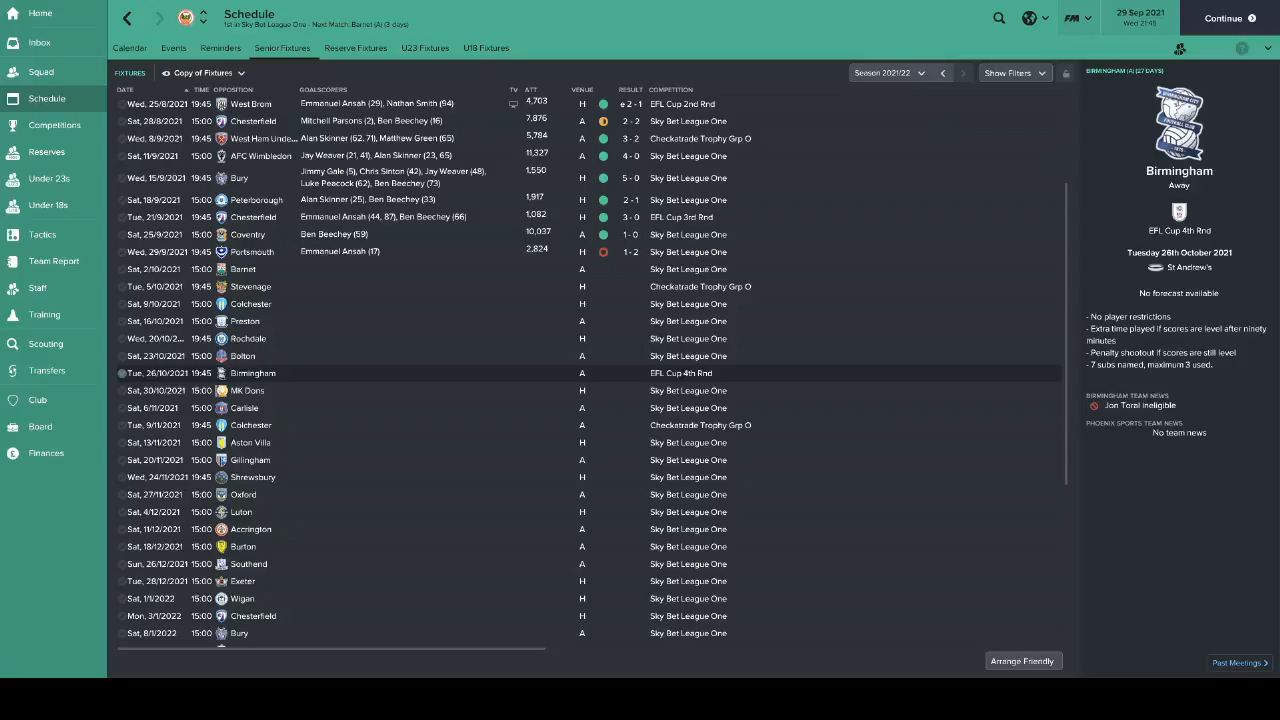 Home
Inbox
Squad
Schedule
Competitions
Reserves
Under 23s
Under 18s
Tactics
Team Report
Staff
Training
Scouting
Transfers
Club
Board
Finances
Schedule
1st in Sky Bet League One - Next Match: Barnet (A) (3 days)
FM
29 Sep 2021
Wed 21:45
Continue
Calendar Events Reminders Senior Fixtures Reserve Fixtures U23 Fixtures U18 Fixtures
FIXTURES Copy of Fixtures Season 2021/22 Show Filters
DATE TIME OPPOSITION GOALSCORERS TV ATT VENUE RESULT COMPETITION
Wed, 25/8/2021 19:45 West Brom Emmanuel Ansah (29), Nathan Smith (94) 4,703 H e 2 - 1 EFL Cup 2nd Rnd
Sat, 28/8/2021 15:00 Chesterfield Mitchell Parsons (2), Ben Beechey (16) 7,876 A 2 - 2 Sky Bet League One
Wed, 8/9/2021 19:45 West Ham Unde... Alan Skinner (62, 71), Matthew Green (65) 5,784 A 3 - 2 Checkatrade Trophy Grp O
Sat, 11/9/2021 15:00 AFC Wimbledon Jay Weaver (21, 41), Alan Skinner (23, 65) 11,327 A 4 - 0 Sky Bet League One
Wed, 15/9/2021 19:45 Bury Jimmy Gale (5), Chris Sinton (42), Jay Weaver (48), 1,550 H 5 - 0 Sky Bet League One
Luke Peacock (62), Ben Beechey (73)
Sat, 18/9/2021 15:00 Peterborough Alan Skinner (25), Ben Beechey (33) 1,917 H 2 - 1 Sky Bet League One
Tue, 21/9/2021 19:45 Chesterfield Emmanuel Ansah (44, 87), Ben Beechey (66) 1,082 H 3 - 0 EFL Cup 3rd Rnd
Sat, 25/9/2021 15:00 Coventry Ben Beechey (59) 10,037 A 1 - 0 Sky Bet League One
Wed, 29/9/2021 19:45 Portsmouth Emmanuel Ansah (17) 2,824 H 1 - 2 Sky Bet League One
Sat, 2/10/2021 15:00 Barnet A Sky Bet League One
Tue, 5/10/2021 19:45 Stevenage H Checkatrade Trophy Grp O
Sat, 9/10/2021 15:00 Colchester H Sky Bet League One
Sat, 16/10/2021 15:00 Preston A Sky Bet League One
Wed, 20/10/2... 19:45 Rochdale H Sky Bet League One
Sat, 23/10/2021 15:00 Bolton A Sky Bet League One
Tue, 26/10/2021 19:45 Birmingham A EFL Cup 4th Rnd
Sat, 30/10/2021 15:00 MK Dons H Sky Bet League One
Sat, 6/11/2021 15:00 Carlisle A Sky Bet League One
Tue, 9/11/2021 19:45 Colchester A Checkatrade Trophy Grp O
Sat, 13/11/2021 15:00 Aston Villa H Sky Bet League One
Sat, 20/11/2021 15:00 Gillingham A Sky Bet League One
Wed, 24/11/2021 19:45 Shrewsbury H Sky Bet League One
Sat, 27/11/2021 15:00 Oxford A Sky Bet League One
Sat, 4/12/2021 15:00 Luton H Sky Bet League One
Sat, 11/12/2021 15:00 Accrington A Sky Bet League One
Sat, 18/12/2021 15:00 Burton A Sky Bet League One
Sun, 26/12/2021 15:00 Southend A Sky Bet League One
Tue, 28/12/2021 15:00 Exeter H Sky Bet League One
Sat, 1/1/2022 15:00 Wigan H Sky Bet League One
Mon, 3/1/2022 15:00 Chesterfield H Sky Bet League One
Sat, 8/1/2022 15:00 Bury A Sky Bet League One
Arrange Friendly
BIRMINGHAM (A) (27 DAYS)
Birmingham
Away
EFL Cup 4th Rnd
Tuesday 26th October 2021
St Andrew's
No forecast available
- No player restrictions
- Extra time played if scores are level after ninety
minutes
- Penalty shootout if scores are still level
- 7 subs named, maximum 3 used.
BIRMINGHAM TEAM NEWS
Jon Toral ineligible
PHOENIX SPORTS TEAM NEWS
No team news
Past Meetings >